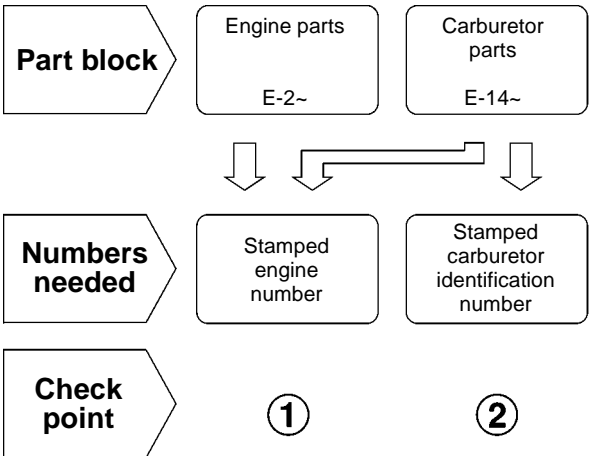 Part block
Engine parts
E-2~
Carburetor
parts
E-14~
Numbers
needed
Stamped
engine
number
Stamped
carburetor
identification
number
Check
point
①
②